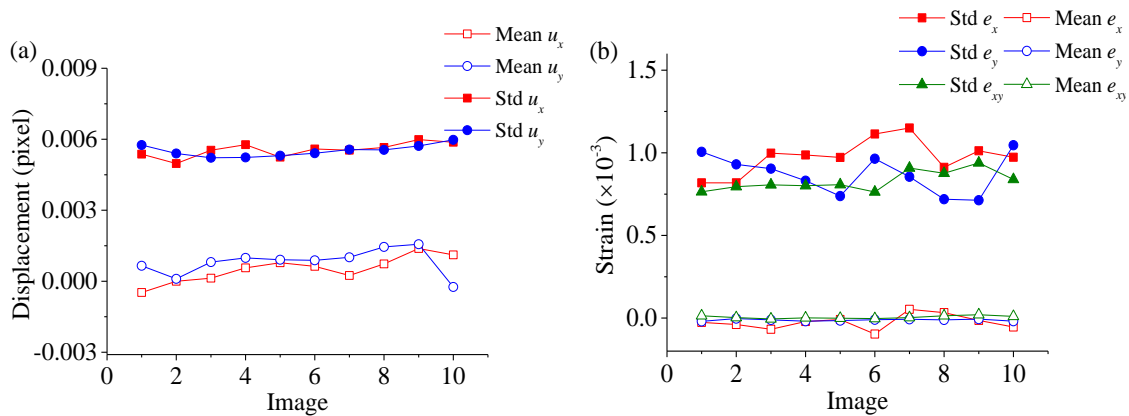 (a)
Mean u_x
Mean u_y
Std u_x
Std u_y
Displacement (pixel)
0.009
0.006
0.003
0.000
-0.003
0 2 4 6 8 10
Image
(b)
Std e_x Mean e_x
Std e_y Mean e_y
Std e_xy Mean e_xy
Strain (×10⁻³)
1.5
1.0
0.5
0.0
0 2 4 6 8 10
Image